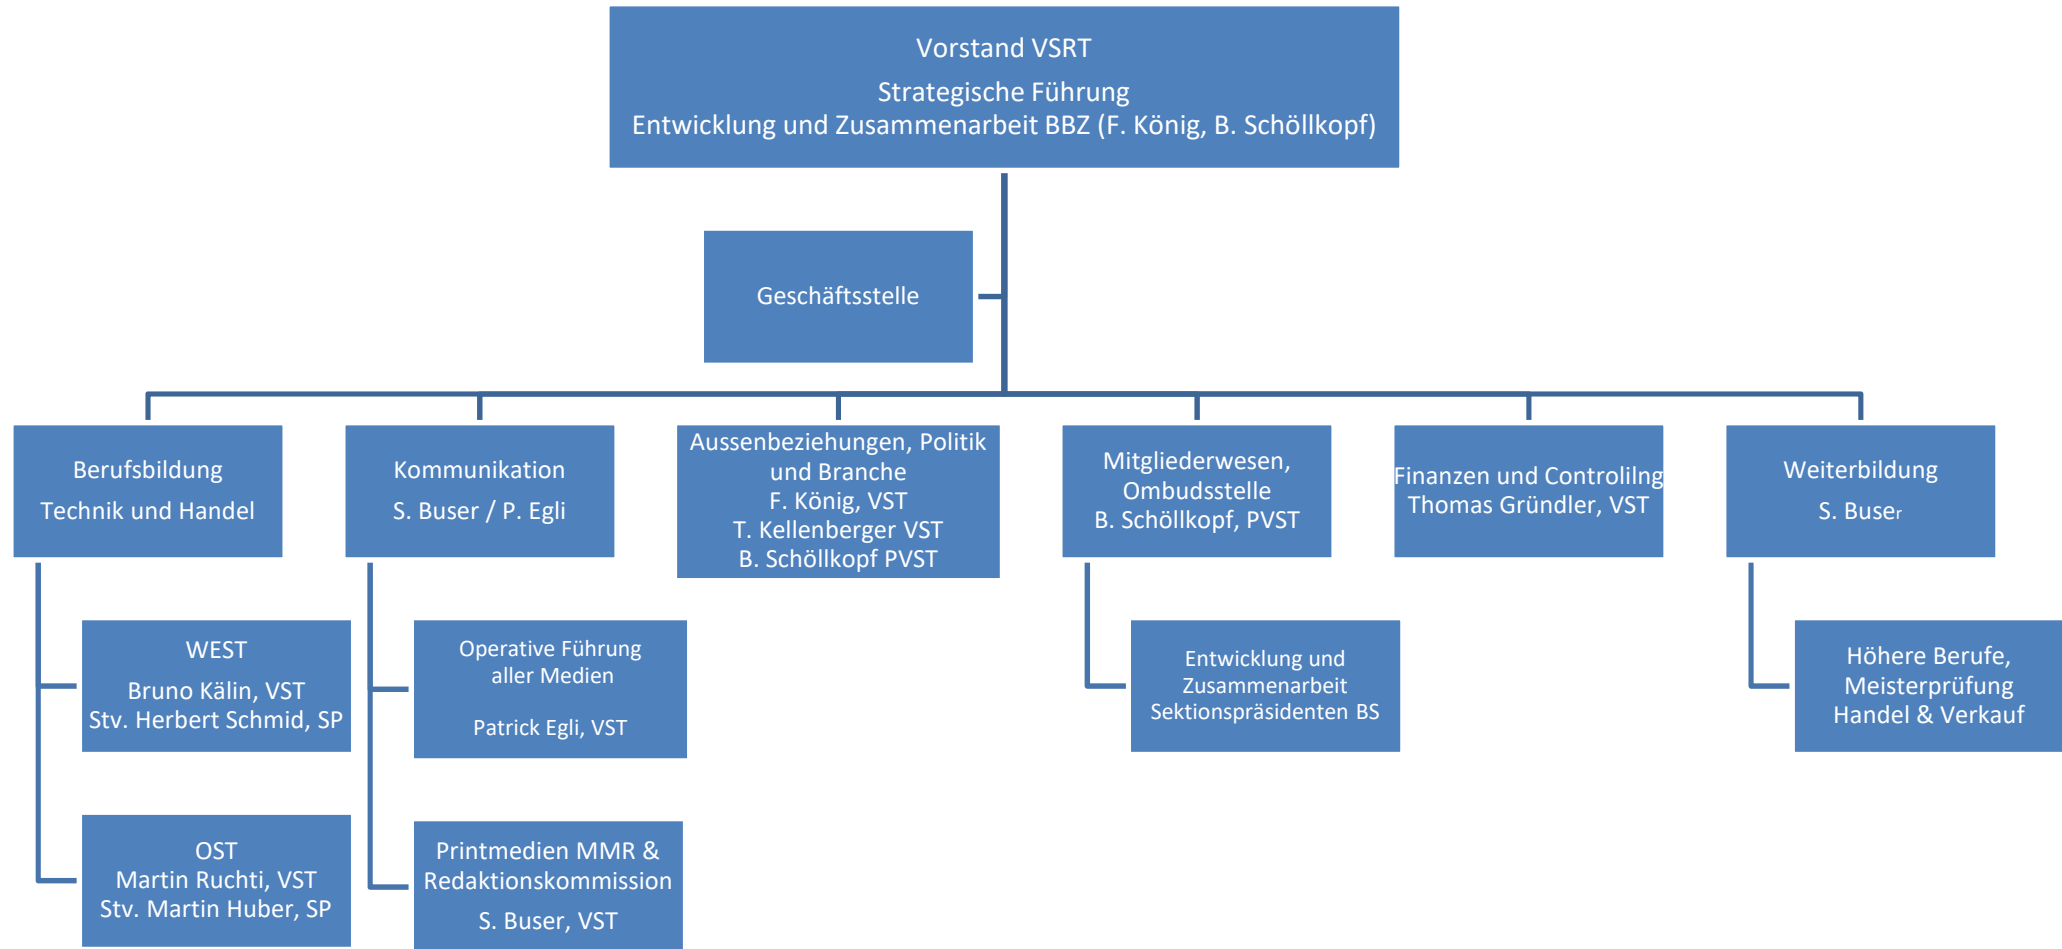 Vorstand VSRT
Strategische Führung
Entwicklung und Zusammenarbeit BBZ (F. König, B. Schöllkopf)
Geschäftsstelle
Berufsbildung
Technik und Handel
Kommunikation
S. Buser / P. Egli
Aussenbeziehungen, Politik
und Branche
F. König, VST
T. Kellenberger VST
B. Schöllkopf PVST
Mitgliederwesen,
Ombudsstelle
B. Schöllkopf, PVST
Finanzen und Controlilng
Thomas Gründler, VST
Weiterbildung
S. Buser
WEST
Bruno Kälin, VST
Stv. Herbert Schmid, SP
Operative Führung
aller Medien
Patrick Egli, VST
Entwicklung und
Zusammenarbeit
Sektionspräsidenten BS
Höhere Berufe,
Meisterprüfung
Handel & Verkauf
OST
Martin Ruchti, VST
Stv. Martin Huber, SP
Printmedien MMR &
Redaktionskommission
S. Buser, VST